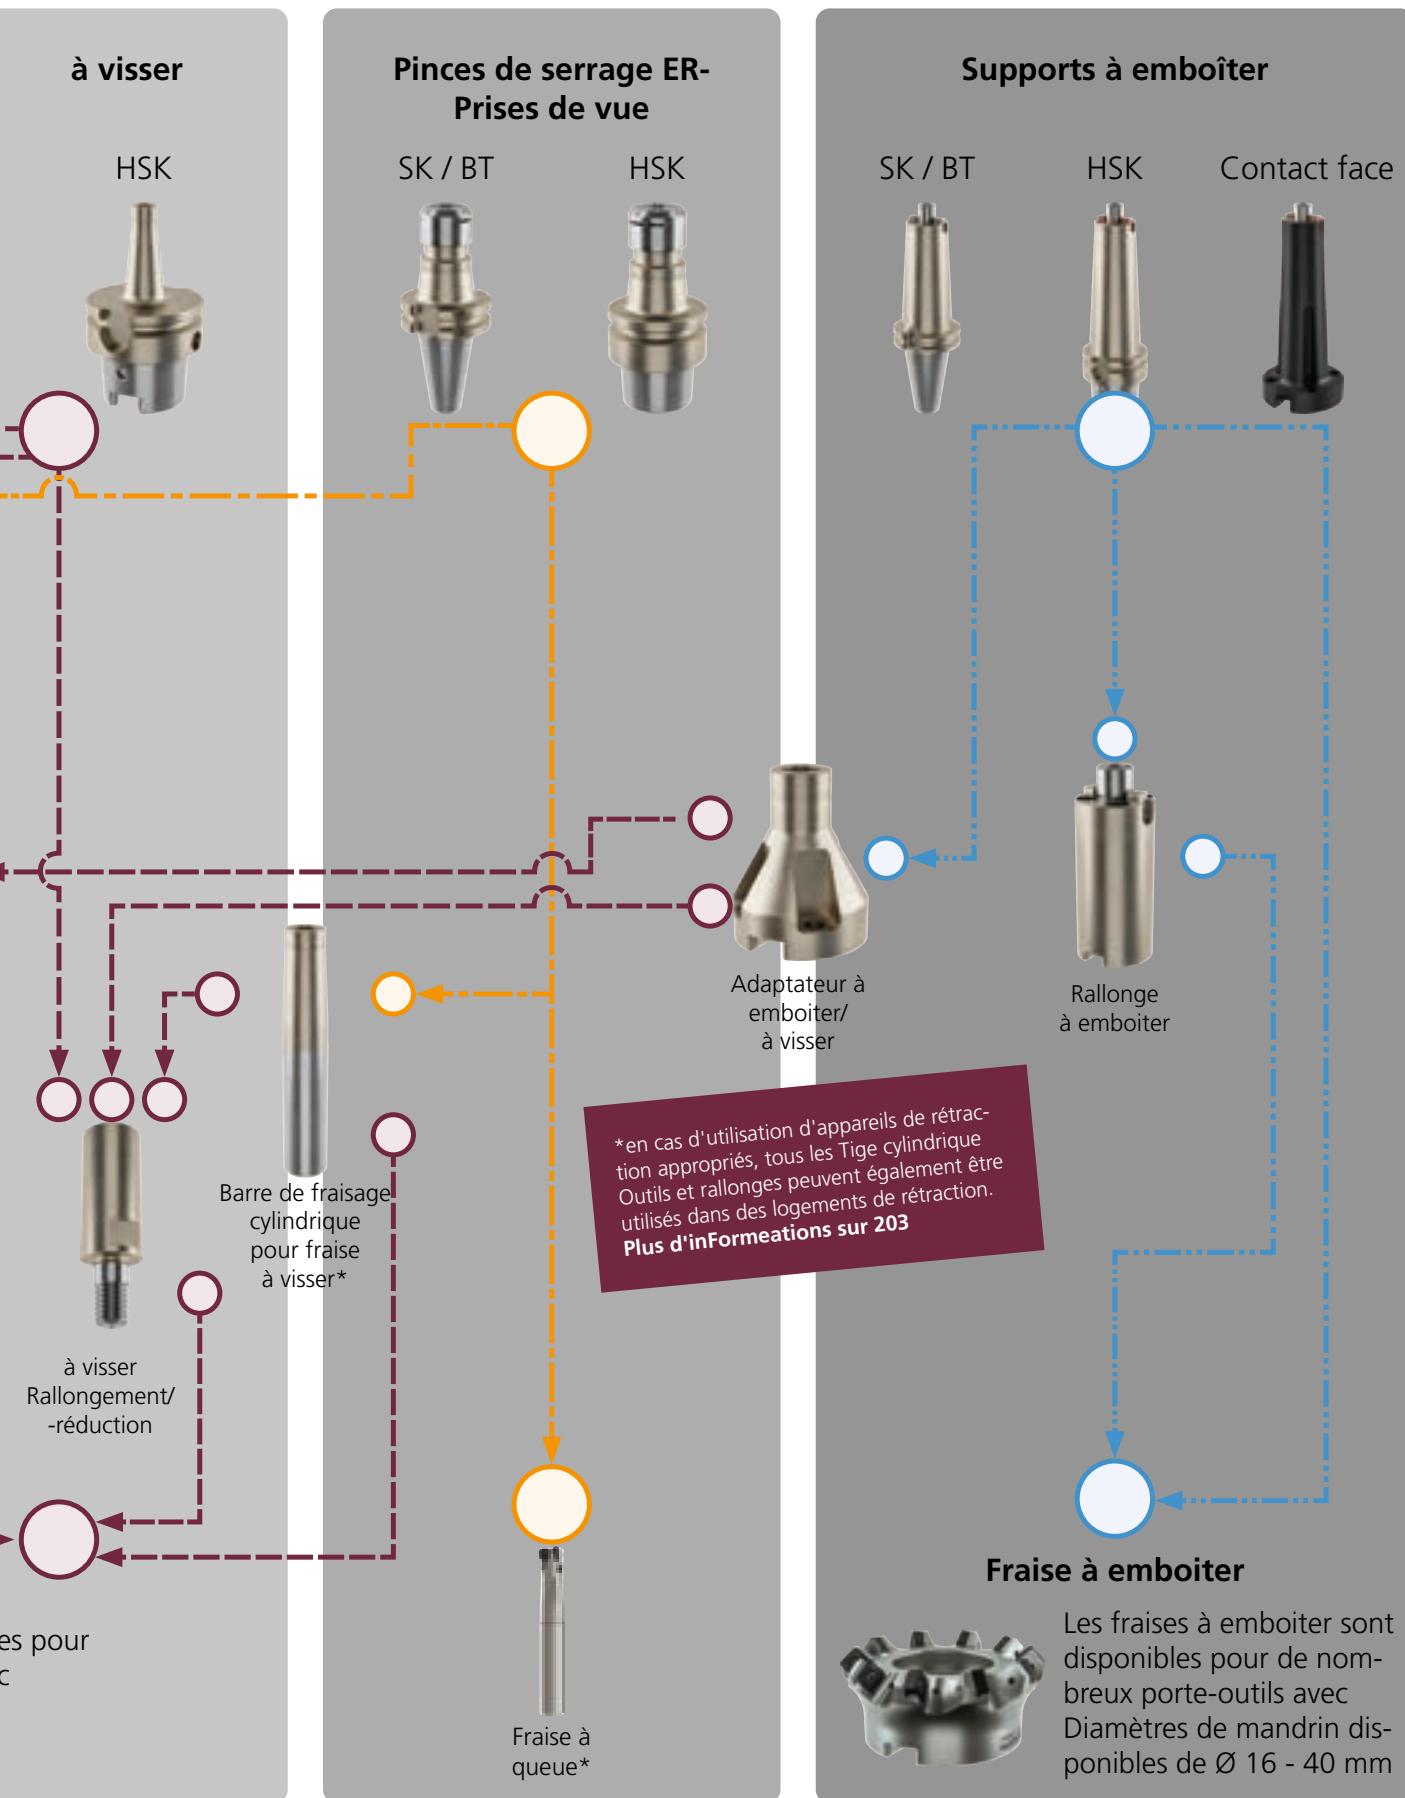 à visser
HSK
Pinces de serrage ER-
Prises de vue
SK / BT
HSK
Supports à emboîter
SK / BT
HSK
Contact face
Adaptateur à
emboiter/
à visser
Rallonge
à emboiter
Barre de fraisage
cylindrique
pour fraise
à visser*
*en cas d'utilisation d'appareils de rétrac-
tion appropriés, tous les Tige cylindrique
Outils et rallonges peuvent également être
utilisés dans des logements de rétraction.
Plus d'inFormeations sur 203
à visser
Rallongement/
-réduction
es pour
c
Fraise à
queue*
Fraise à emboiter
Les fraises à emboiter sont
disponibles pour de nom-
breux porte-outils avec
Diamètres de mandrin dis-
ponibles de Ø 16 - 40 mm